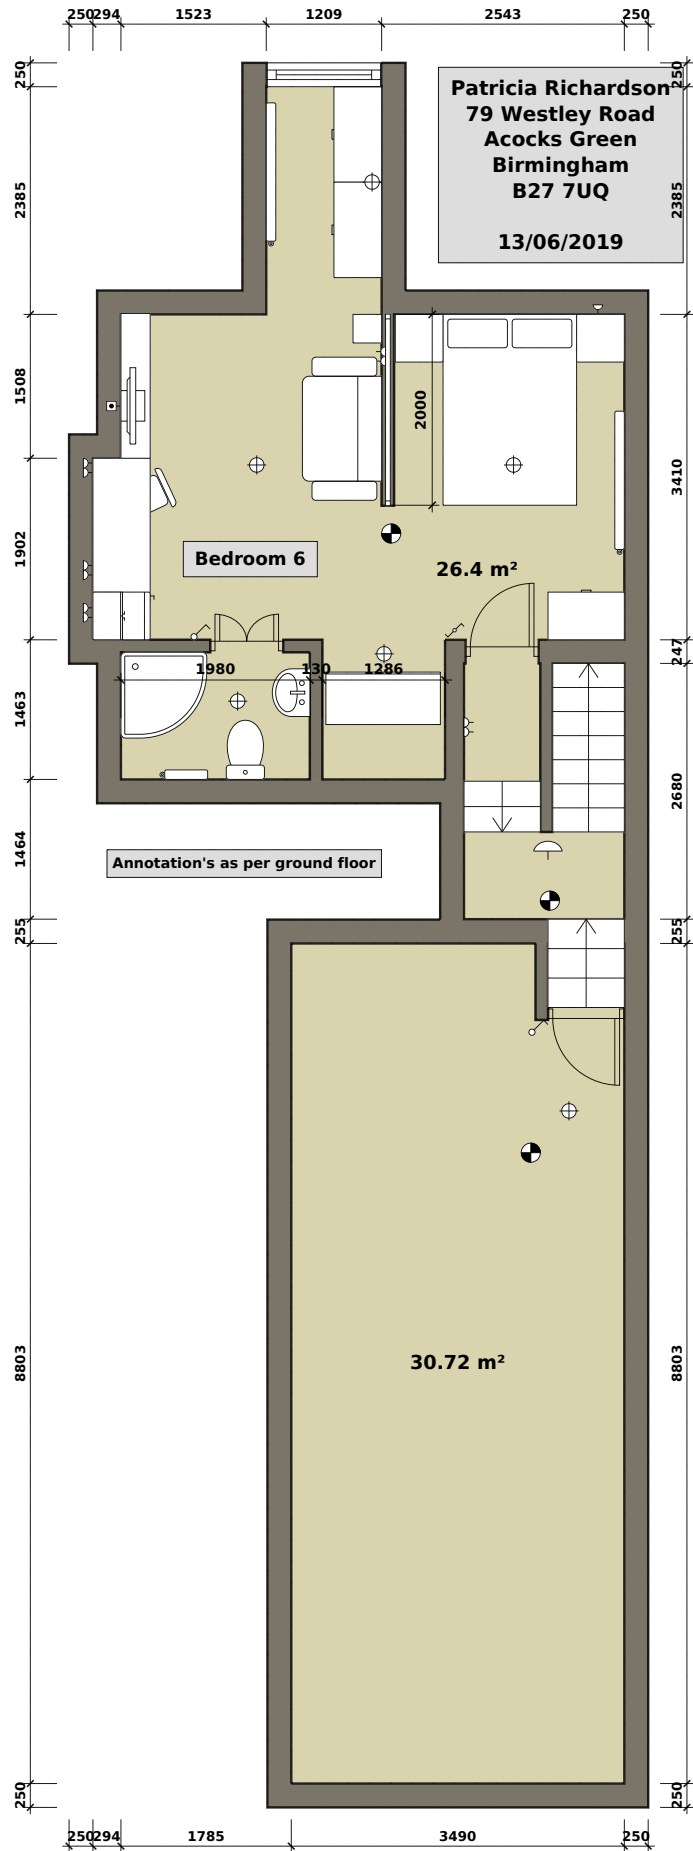 250 294 1523 1209 2543 250
250
250
Patricia Richardson
79 Westley Road
Acocks Green
Birmingham
B27 7UQ
13/06/2019
2385
2385
1508
2000
3410
1902
Bedroom 6
26.4 m²
247
1980 130 1286
1463
2680
1464
Annotation's as per ground floor
255
255
30.72 m²
8803
8803
250
250
250 294 1785 3490 250